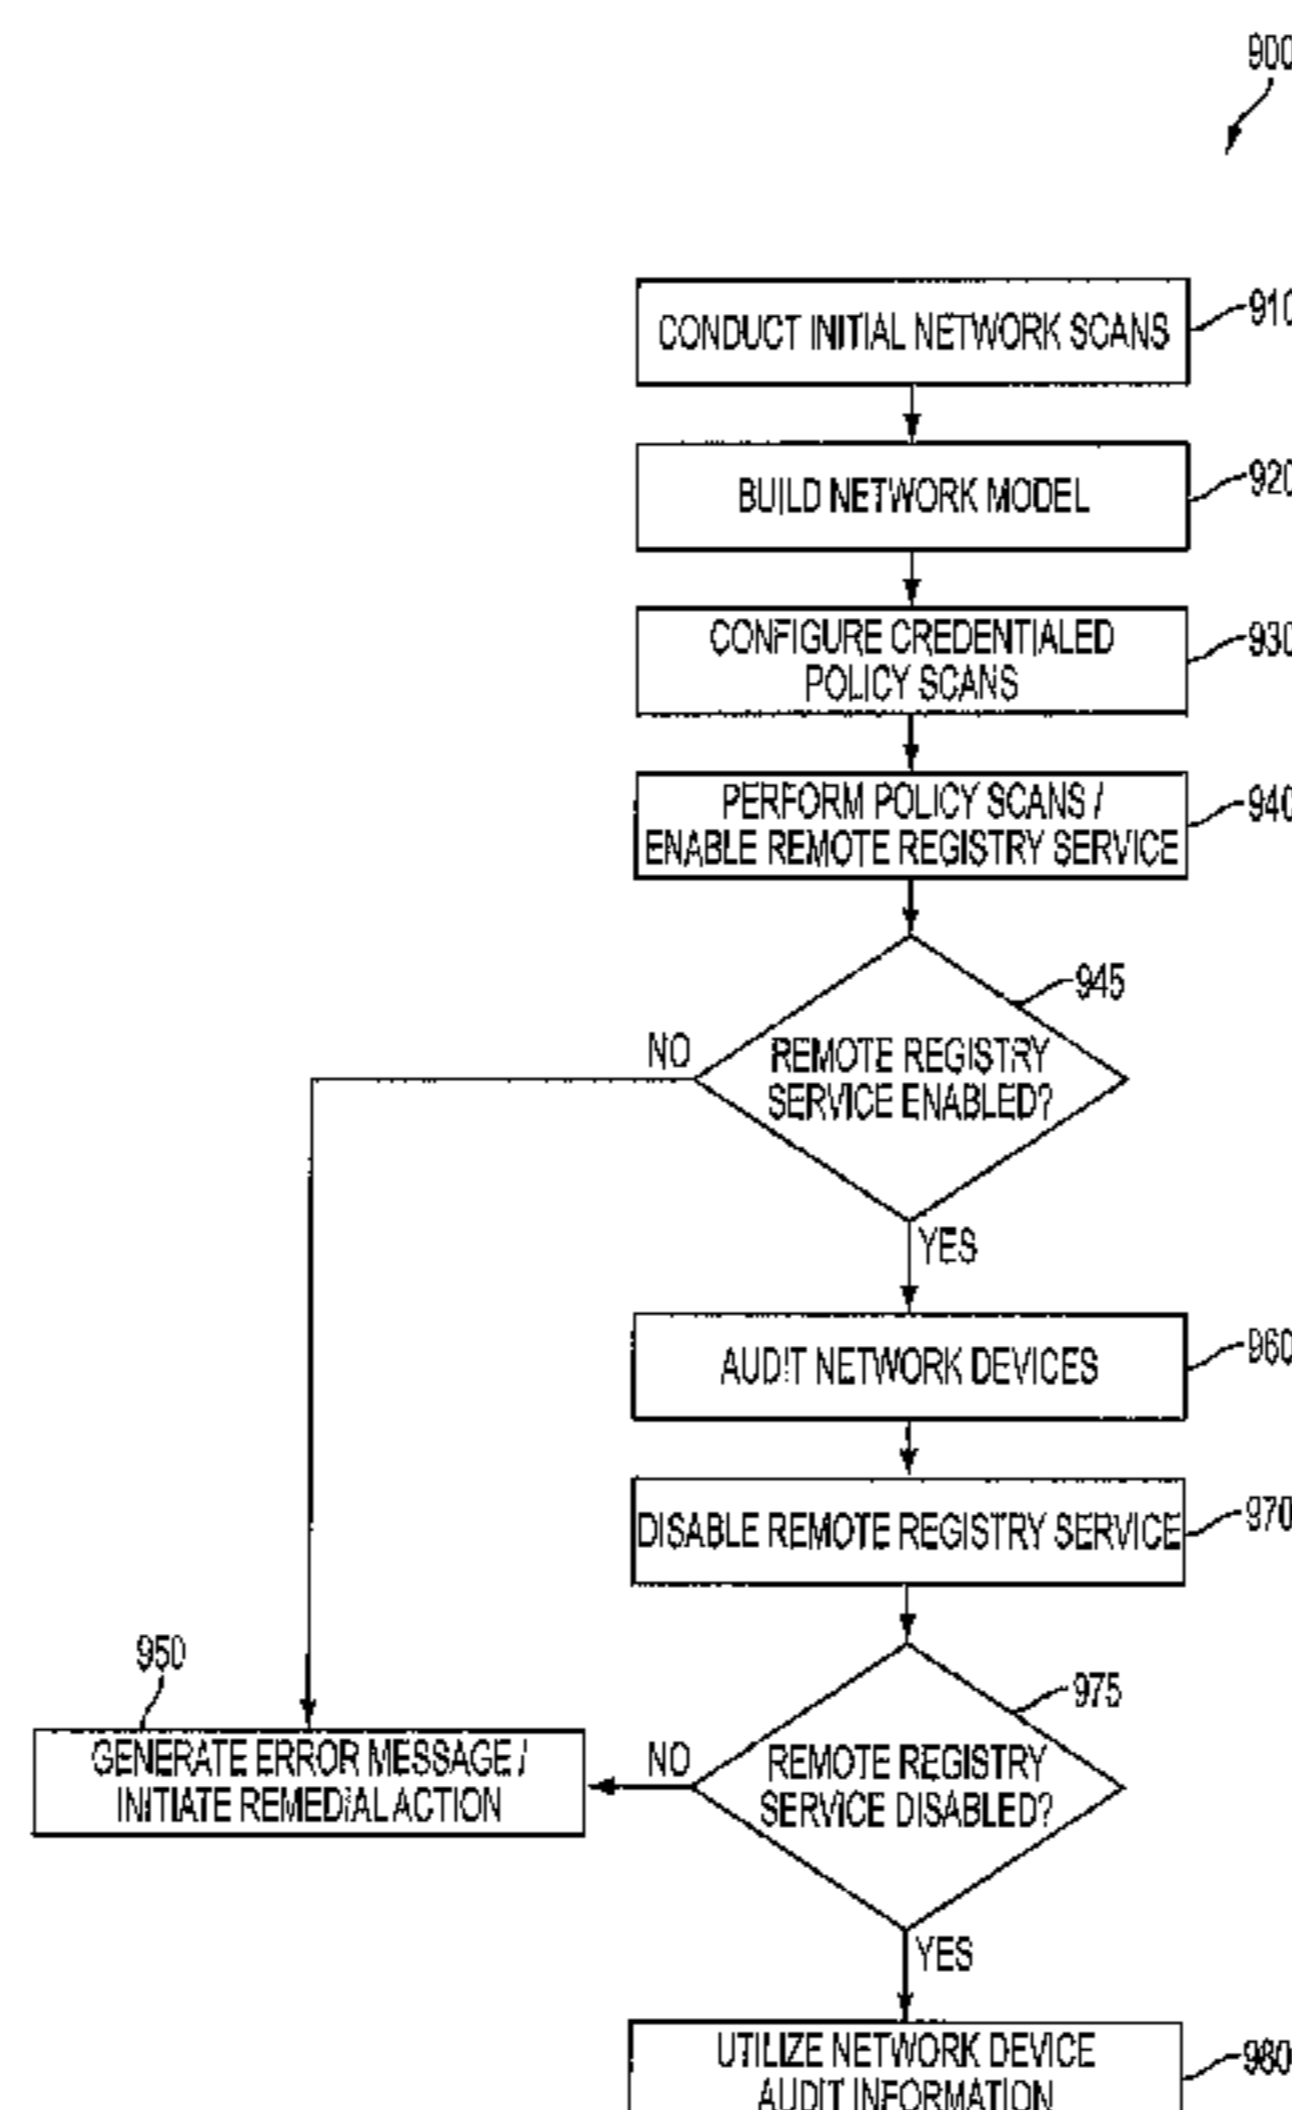 900
CONDUCT INITIAL NETWORK SCANS
910
BUILD NETWORK MODEL
920
CONFIGURE CREDENTIALED
POLICY SCANS
930
PERFORM POLICY SCANS /
ENABLE REMOTE REGISTRY SERVICE
940
945
NO
REMOTE REGISTRY
SERVICE ENABLED?
YES
AUDIT NETWORK DEVICES
960
DISABLE REMOTE REGISTRY SERVICE
970
950
975
GENERATE ERROR MESSAGE /
INITIATE REMEDIAL ACTION
NO
REMOTE REGISTRY
SERVICE DISABLED?
YES
UTILIZE NETWORK DEVICE
AUDIT INFORMATION
980